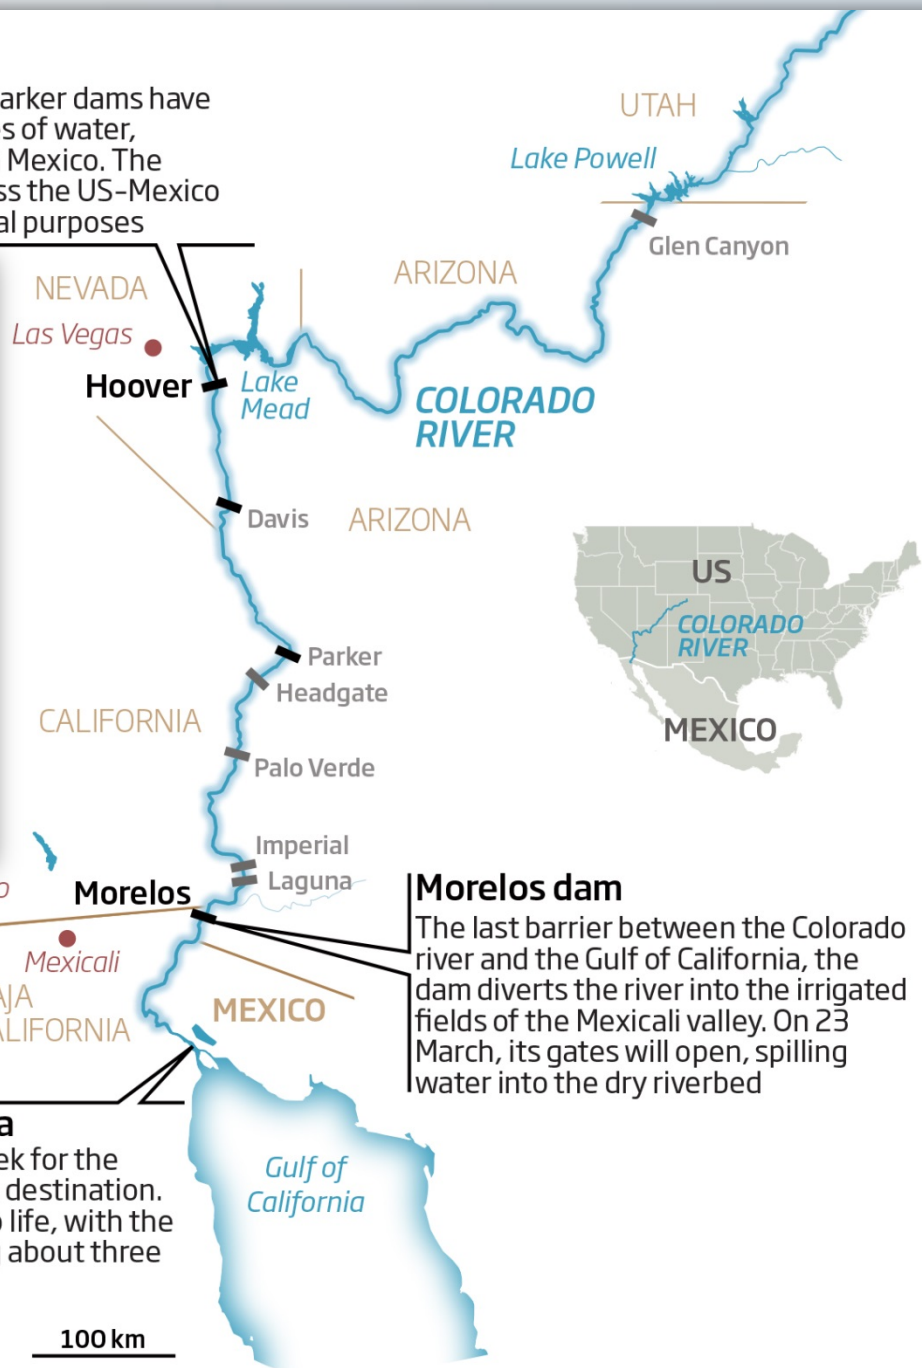 arker dams have
s of water,
Mexico. The
ss the US–Mexico
al purposes
UTAH
Lake Powell
Glen Canyon
NEVADA
ARIZONA
Las Vegas
Hoover
Lake
Mead
COLORADO
RIVER
Davis
ARIZONA
US
COLORADO
RIVER
MEXICO
Parker
Headgate
CALIFORNIA
Palo Verde
Imperial
Laguna
Morelos
o
Mexicali
AJA
ALIFORNIA
MEXICO
Morelos dam
The last barrier between the Colorado
river and the Gulf of California, the
dam diverts the river into the irrigated
fields of the Mexicali valley. On 23
March, its gates will open, spilling
water into the dry riverbed
a
ek for the
destination.
o life, with the
about three
Gulf of
California
100 km